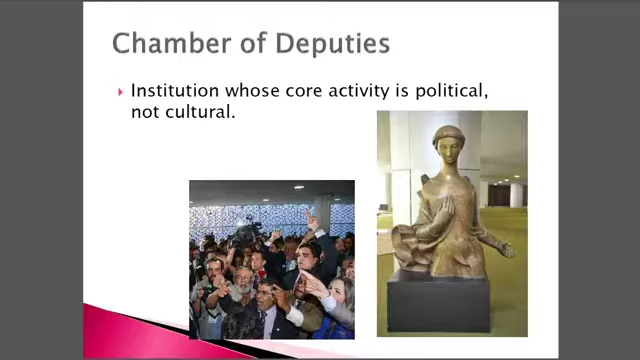 Chamber of Deputies
Institution whose core activity is political,
not cultural.